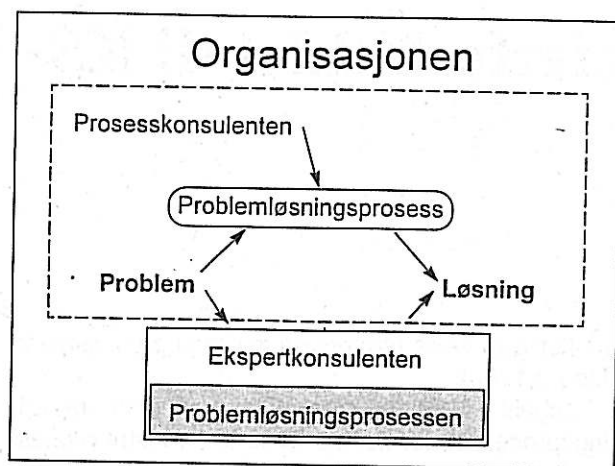 Organisasjonen
Prosesskonsulenten
Problemløsningsprosess
Problem
Løsning
Ekspertkonsulenten
Problemløsningsprosessen